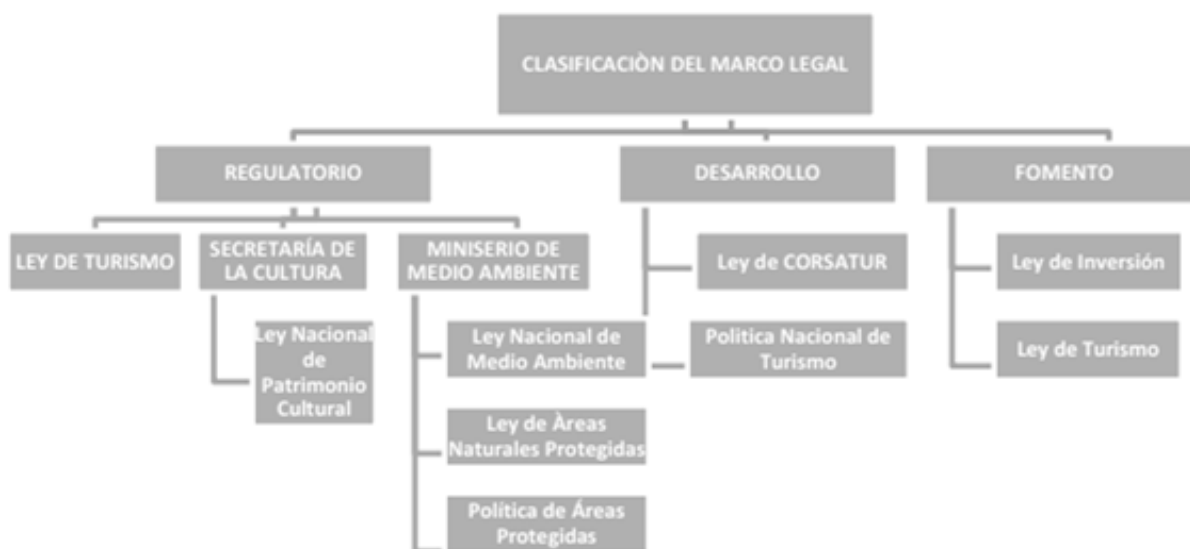 CLASIFICACIÒN DEL MARCO LEGAL
REGULATORIO
DESARROLLO
FOMENTO
LEY DE TURISMO
SECRETARÍA DE
LA CULTURA
MINISERIO DE
MEDIO AMBIENTE
Ley de CORSATUR
Ley de Inversión
Ley Nacional
de
Patrimonio
Cultural
Ley Nacional de
Medio Ambiente
Politica Nacional de
Turismo
Ley de Turismo
Ley de Àreas
Naturales Protegidas
Política de Áreas
Protegidas